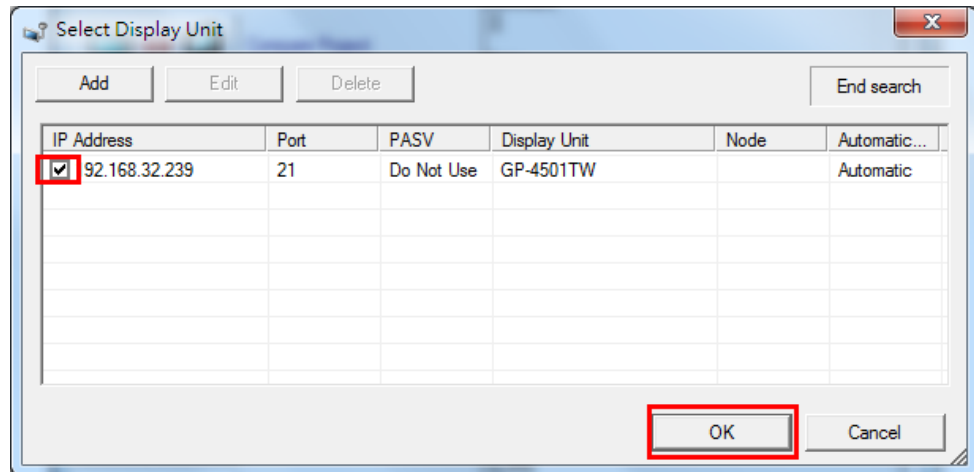 Select Display Unit
Add Edit Delete End search
IP Address Port PASV Display Unit Node Automatic...
92.168.32.239 21 Do Not Use GP-4501TW Automatic
OK Cancel